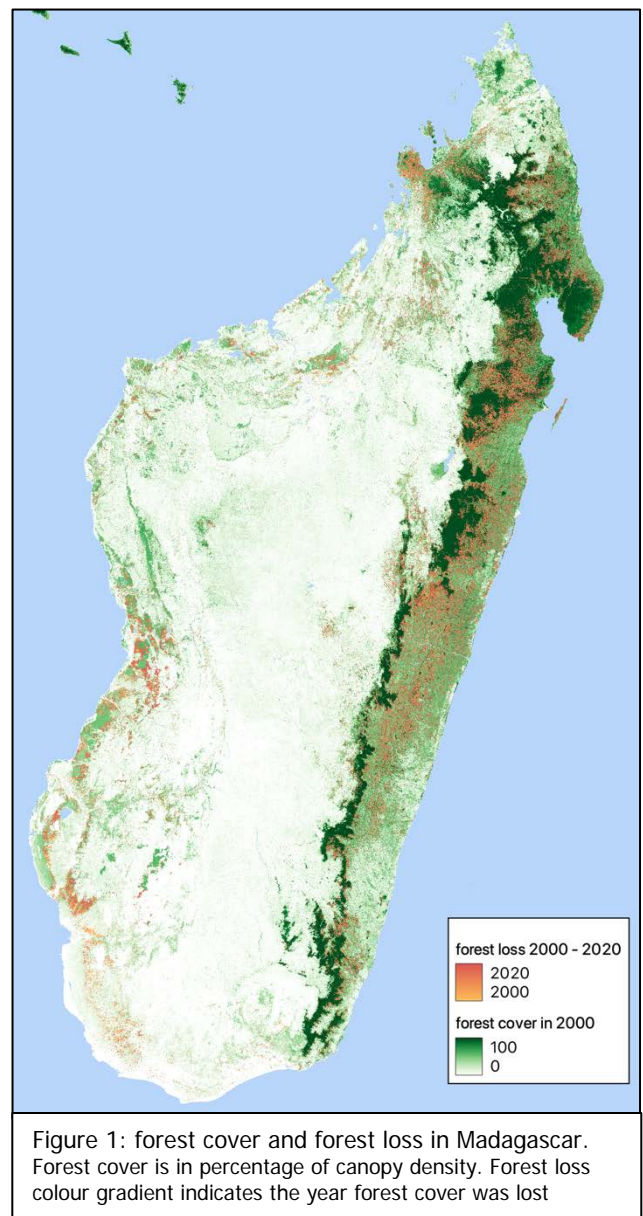 forest loss 2000 - 2020
2020
2000
forest cover in 2000
100
0
Figure 1: forest cover and forest loss in Madagascar.
Forest cover is in percentage of canopy density. Forest loss
colour gradient indicates the year forest cover was lost